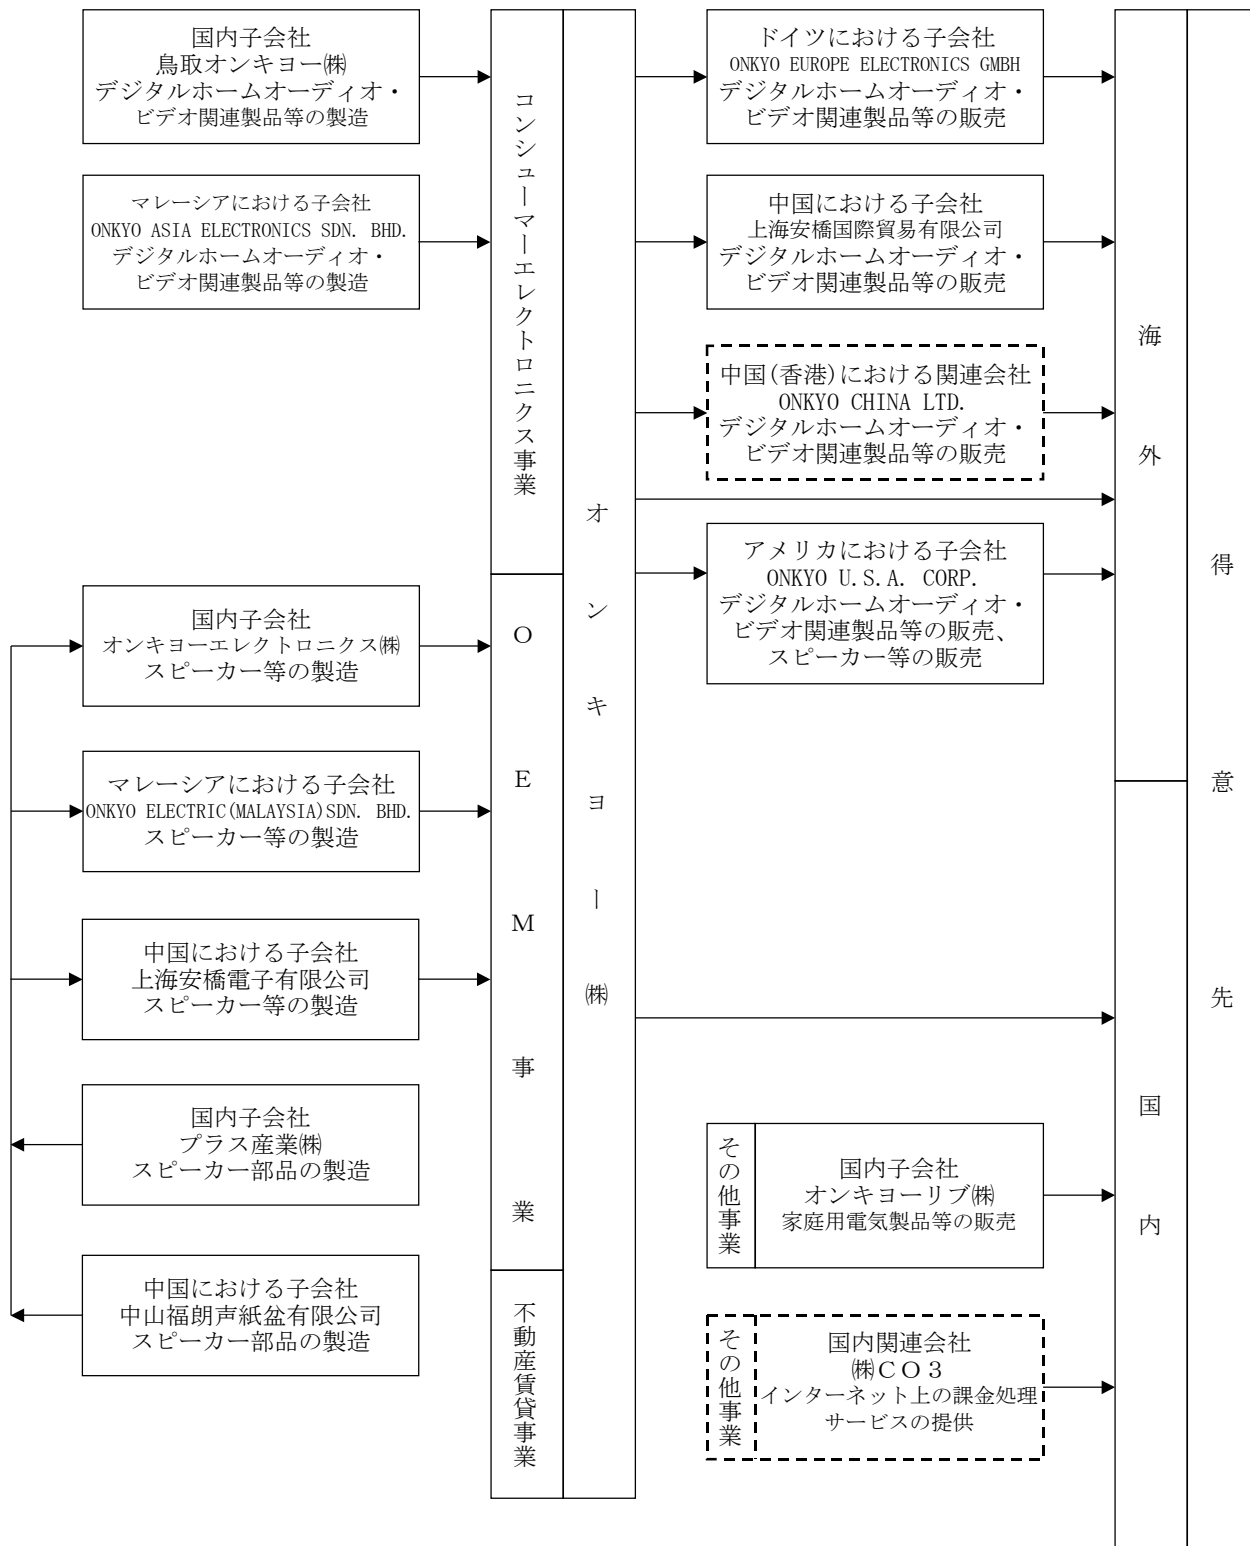 国内子会社
鳥取オンキヨー㈱
デジタルホームオーディオ・
ビデオ関連製品等の製造
マレーシアにおける子会社
ONKYO ASIA ELECTRONICS SDN. BHD.
デジタルホームオーディオ・
ビデオ関連製品等の製造
国内子会社
オンキヨーエレクトロニクス㈱
スピーカー等の製造
マレーシアにおける子会社
ONKYO ELECTRIC(MALAYSIA)SDN. BHD.
スピーカー等の製造
中国における子会社
上海安橋電子有限公司
スピーカー等の製造
国内子会社
プラス産業㈱
スピーカー部品の製造
中国における子会社
中山福朗声紙盆有限公司
スピーカー部品の製造
コンシューマーエレクトロニクス事業
OEM事業
不動産賃貸事業
オンキヨー㈱
ドイツにおける子会社
ONKYO EUROPE ELECTRONICS GMBH
デジタルホームオーディオ・
ビデオ関連製品等の販売
中国における子会社
上海安橋国際貿易有限公司
デジタルホームオーディオ・
ビデオ関連製品等の販売
中国(香港)における関連会社
ONKYO CHINA LTD.
デジタルホームオーディオ・
ビデオ関連製品等の販売
アメリカにおける子会社
ONKYO U.S.A. CORP.
デジタルホームオーディオ・
ビデオ関連製品等の販売、
スピーカー等の販売
その他事業
国内子会社
オンキヨーリブ㈱
家庭用電気製品等の販売
その他事業
国内関連会社
㈱CO3
インターネット上の課金処理
サービスの提供
海外
国内
得意先